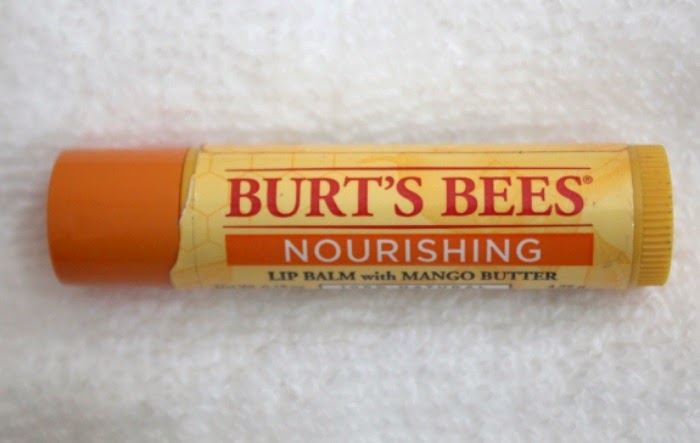 BURT'S BEES®
NOURISHING
LIP BALM with MANGO BUTTER